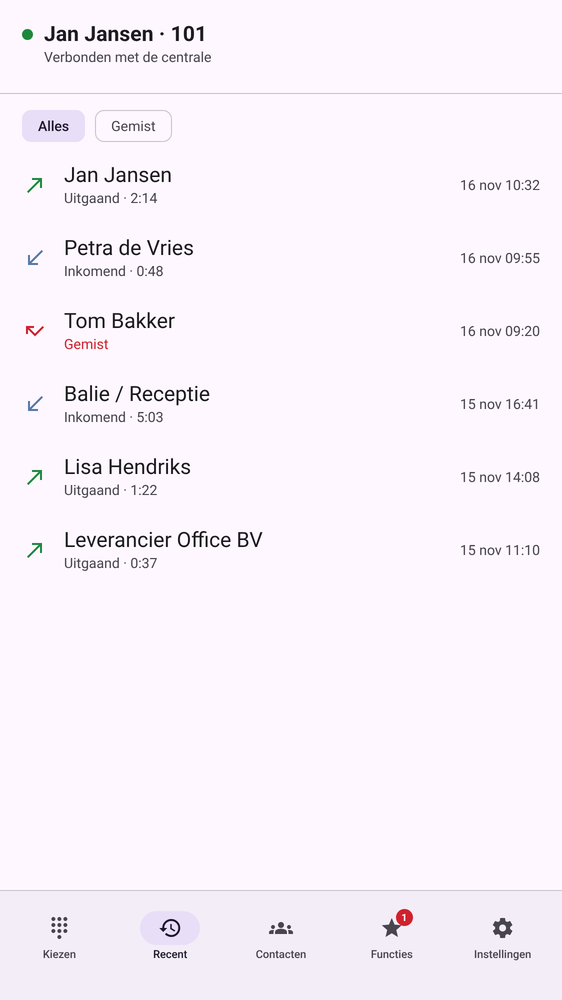 Jan Jansen · 101
Verbonden met de centrale
Alles
Gemist
Jan Jansen
Uitgaand · 2:14
16 nov 10:32
Petra de Vries
Inkomend · 0:48
16 nov 09:55
Tom Bakker
Gemist
16 nov 09:20
Balie / Receptie
Inkomend · 5:03
15 nov 16:41
Lisa Hendriks
Uitgaand · 1:22
15 nov 14:08
Leverancier Office BV
Uitgaand · 0:37
15 nov 11:10
1
Kiezen
Recent
Contacten
Functies
Instellingen